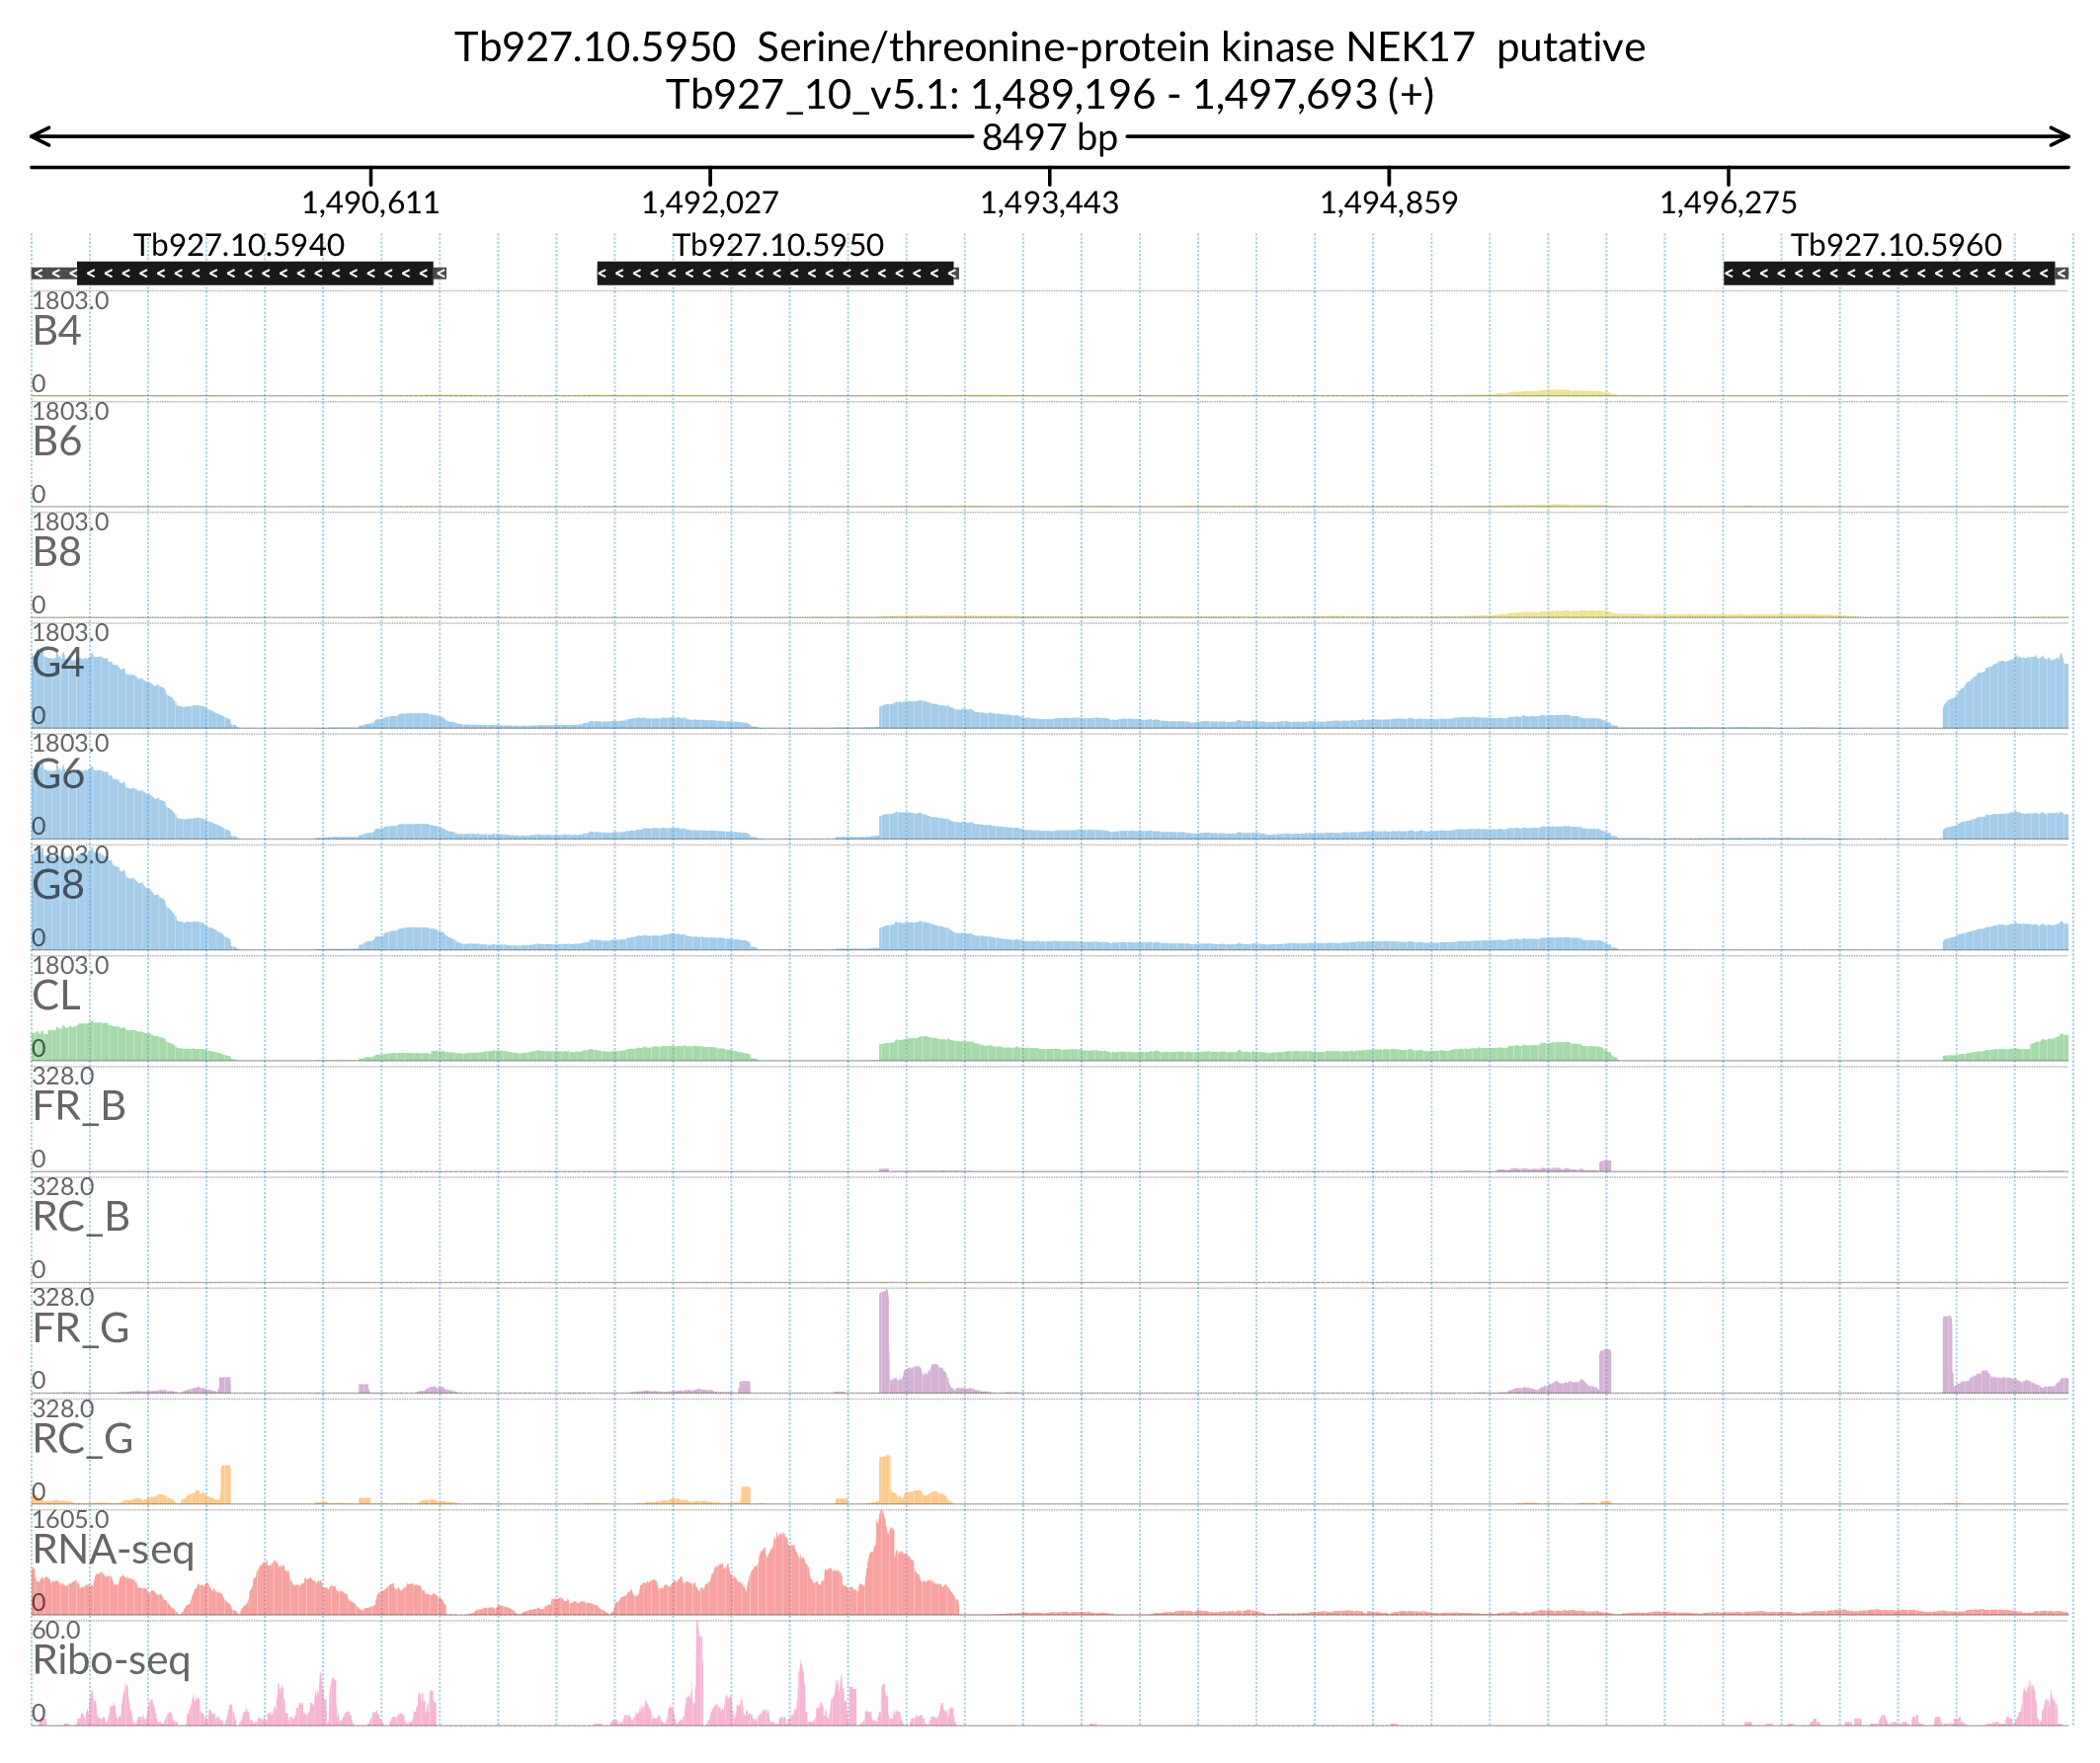 Tb927.10.5950 Serine/threonine-protein kinase NEK17 putative
Tb927_10_v5.1: 1,489,196 - 1,497,693 (+)
8497 bp
1,490,611 1,492,027 1,493,443 1,494,859 1,496,275
Tb927.10.5940 Tb927.10.5950 Tb927.10.5960
1803.0
B4
0
1803.0
B6
0
1803.0
B8
0
1803.0
G4
0
1803.0
G6
0
1803.0
G8
0
1803.0
CL
0
328.0
FR_B
0
328.0
RC_B
0
328.0
FR_G
0
328.0
RC_G
0
1605.0
RNA-seq
0
60.0
Ribo-seq
0